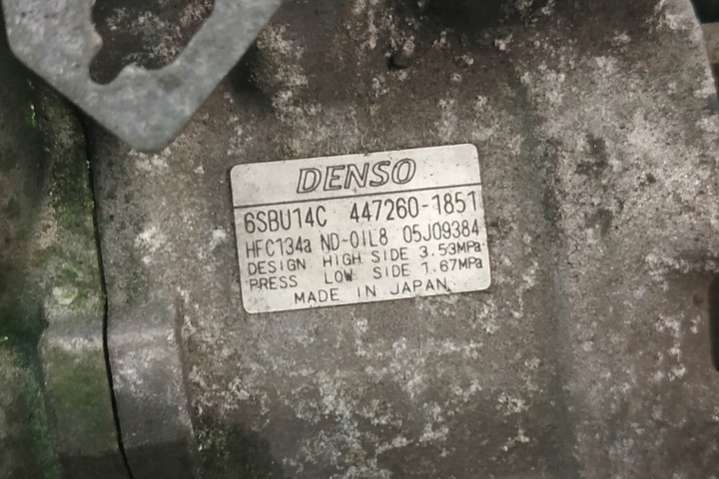 DENSO
6SBU14C 447260-1851
HFC134a ND-OIL8 05J09384
DESIGN HIGH SIDE 3.53MPa
PRESS LOW SIDE 1.67MPa
MADE IN JAPAN